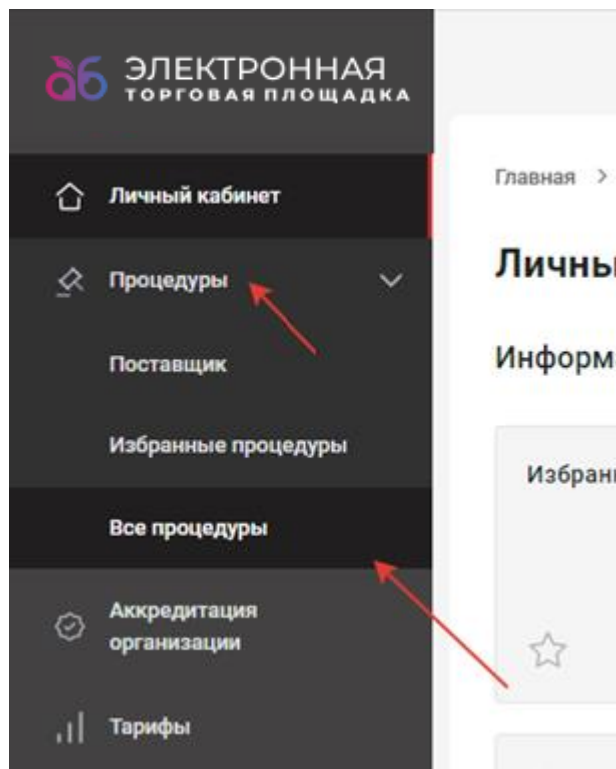 аб ЭЛЕКТРОННАЯ
ТОРГОВАЯ ПЛОЩАДКА
Личный кабинет
Процедуры
Поставщик
Избранные процедуры
Все процедуры
Аккредитация
организации
Тарифы
Главная >
Личны
Информ
Избран